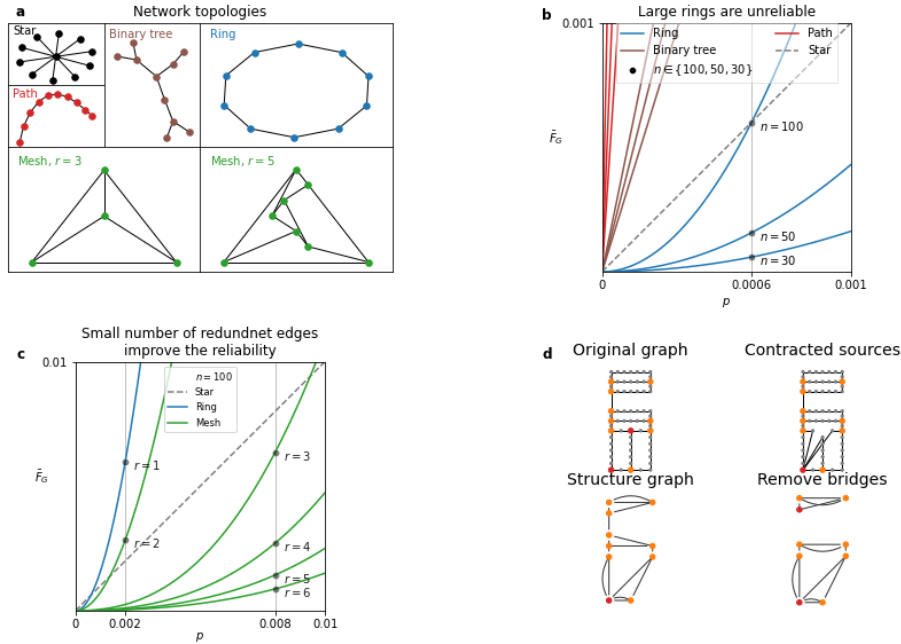 a
Network topologies
Star
Binary tree
Ring
Path
Mesh, r = 3
Mesh, r = 5
b
Large rings are unreliable
0.001
Ring
Path
Binary tree
Star
n ∈ {100, 50, 30}
F̄_G
n = 100
n = 50
n = 30
0
0.0006
0.001
p
c
Small number of redundnet edges
improve the reliability
0.01
n = 100
Star
Ring
Mesh
F̄_G
r = 1
r = 2
r = 3
r = 4
r = 5
r = 6
0
0.002
0.008
0.01
p
d
Original graph
Contracted sources
Structure graph
Remove bridges